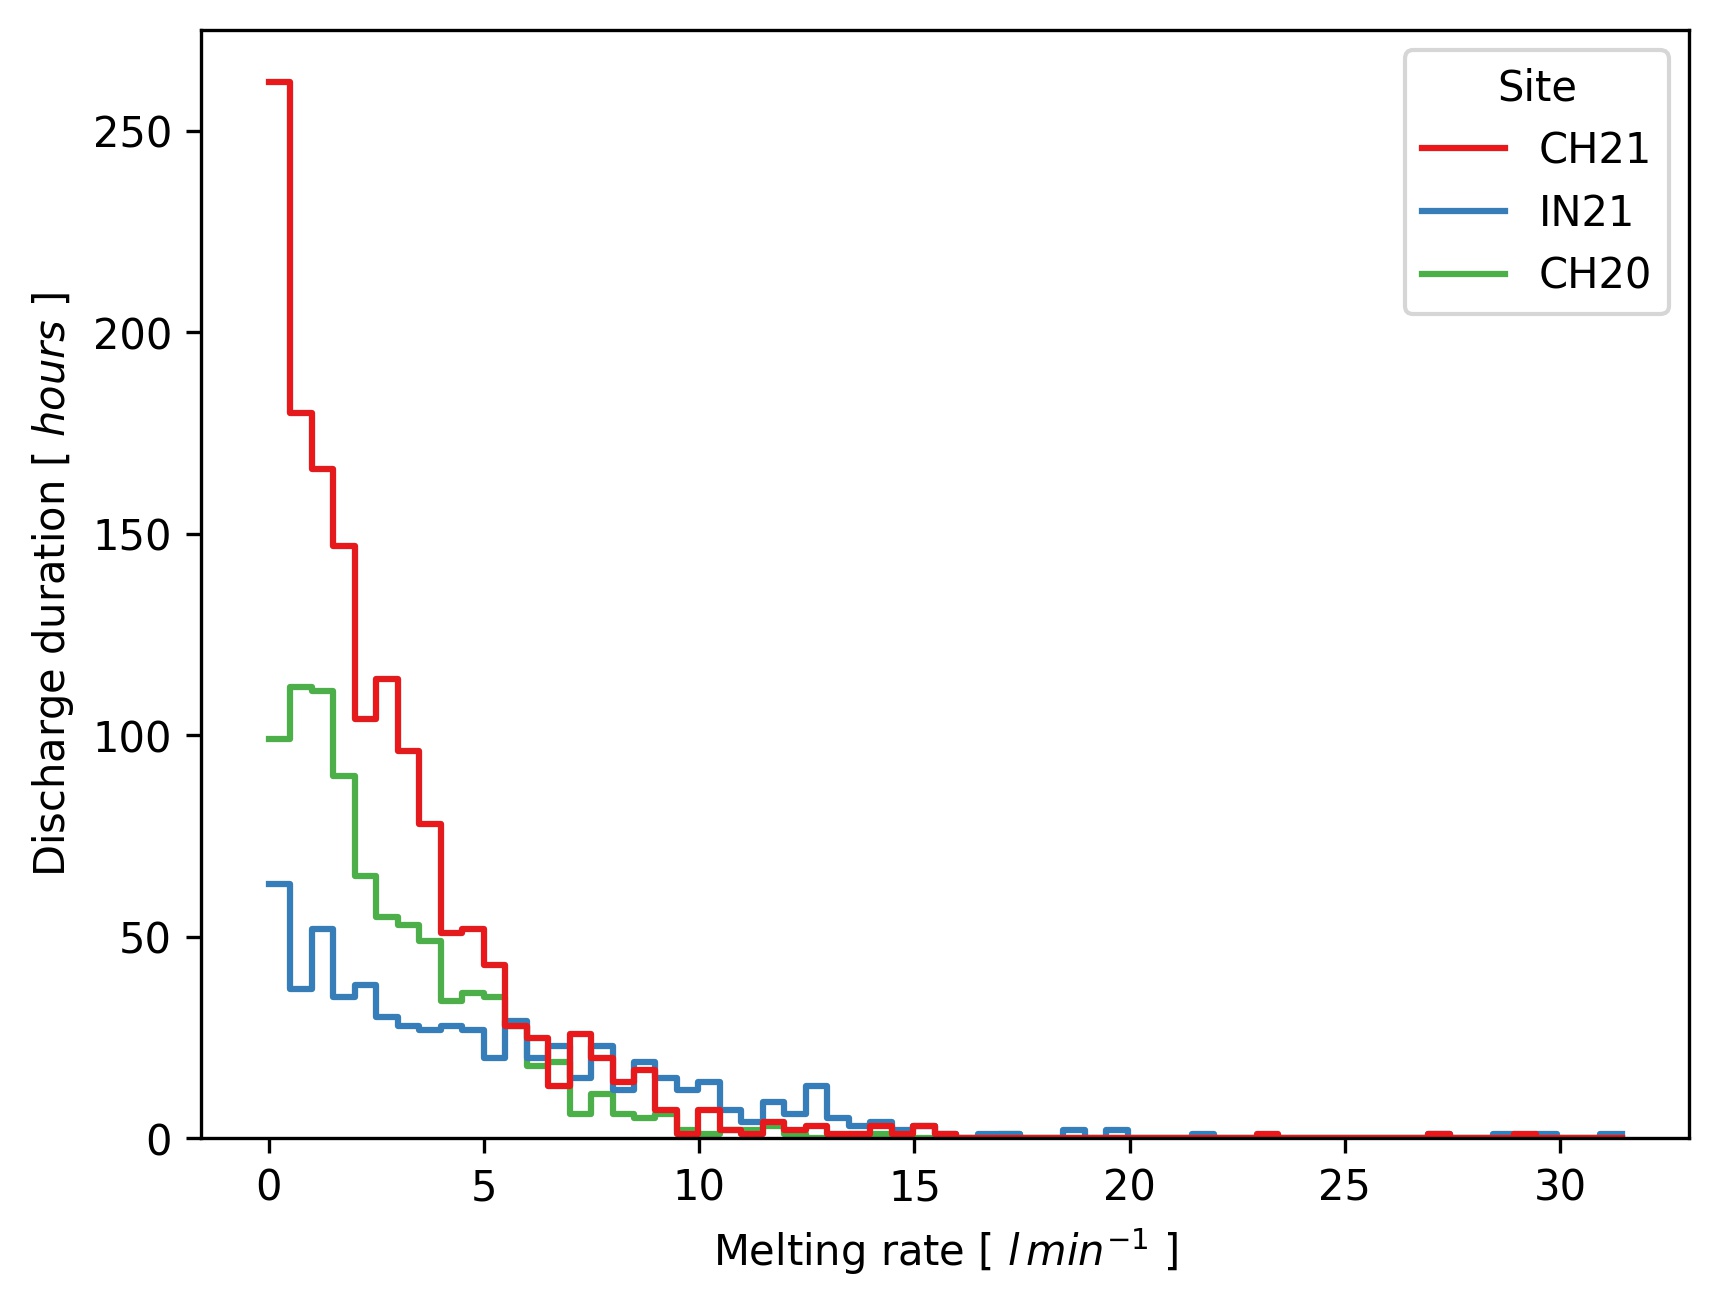 Site
CH21
IN21
CH20
250
200
150
100
50
0
Discharge duration [ hours ]
0 5 10 15 20 25 30
Melting rate [ l min⁻¹ ]